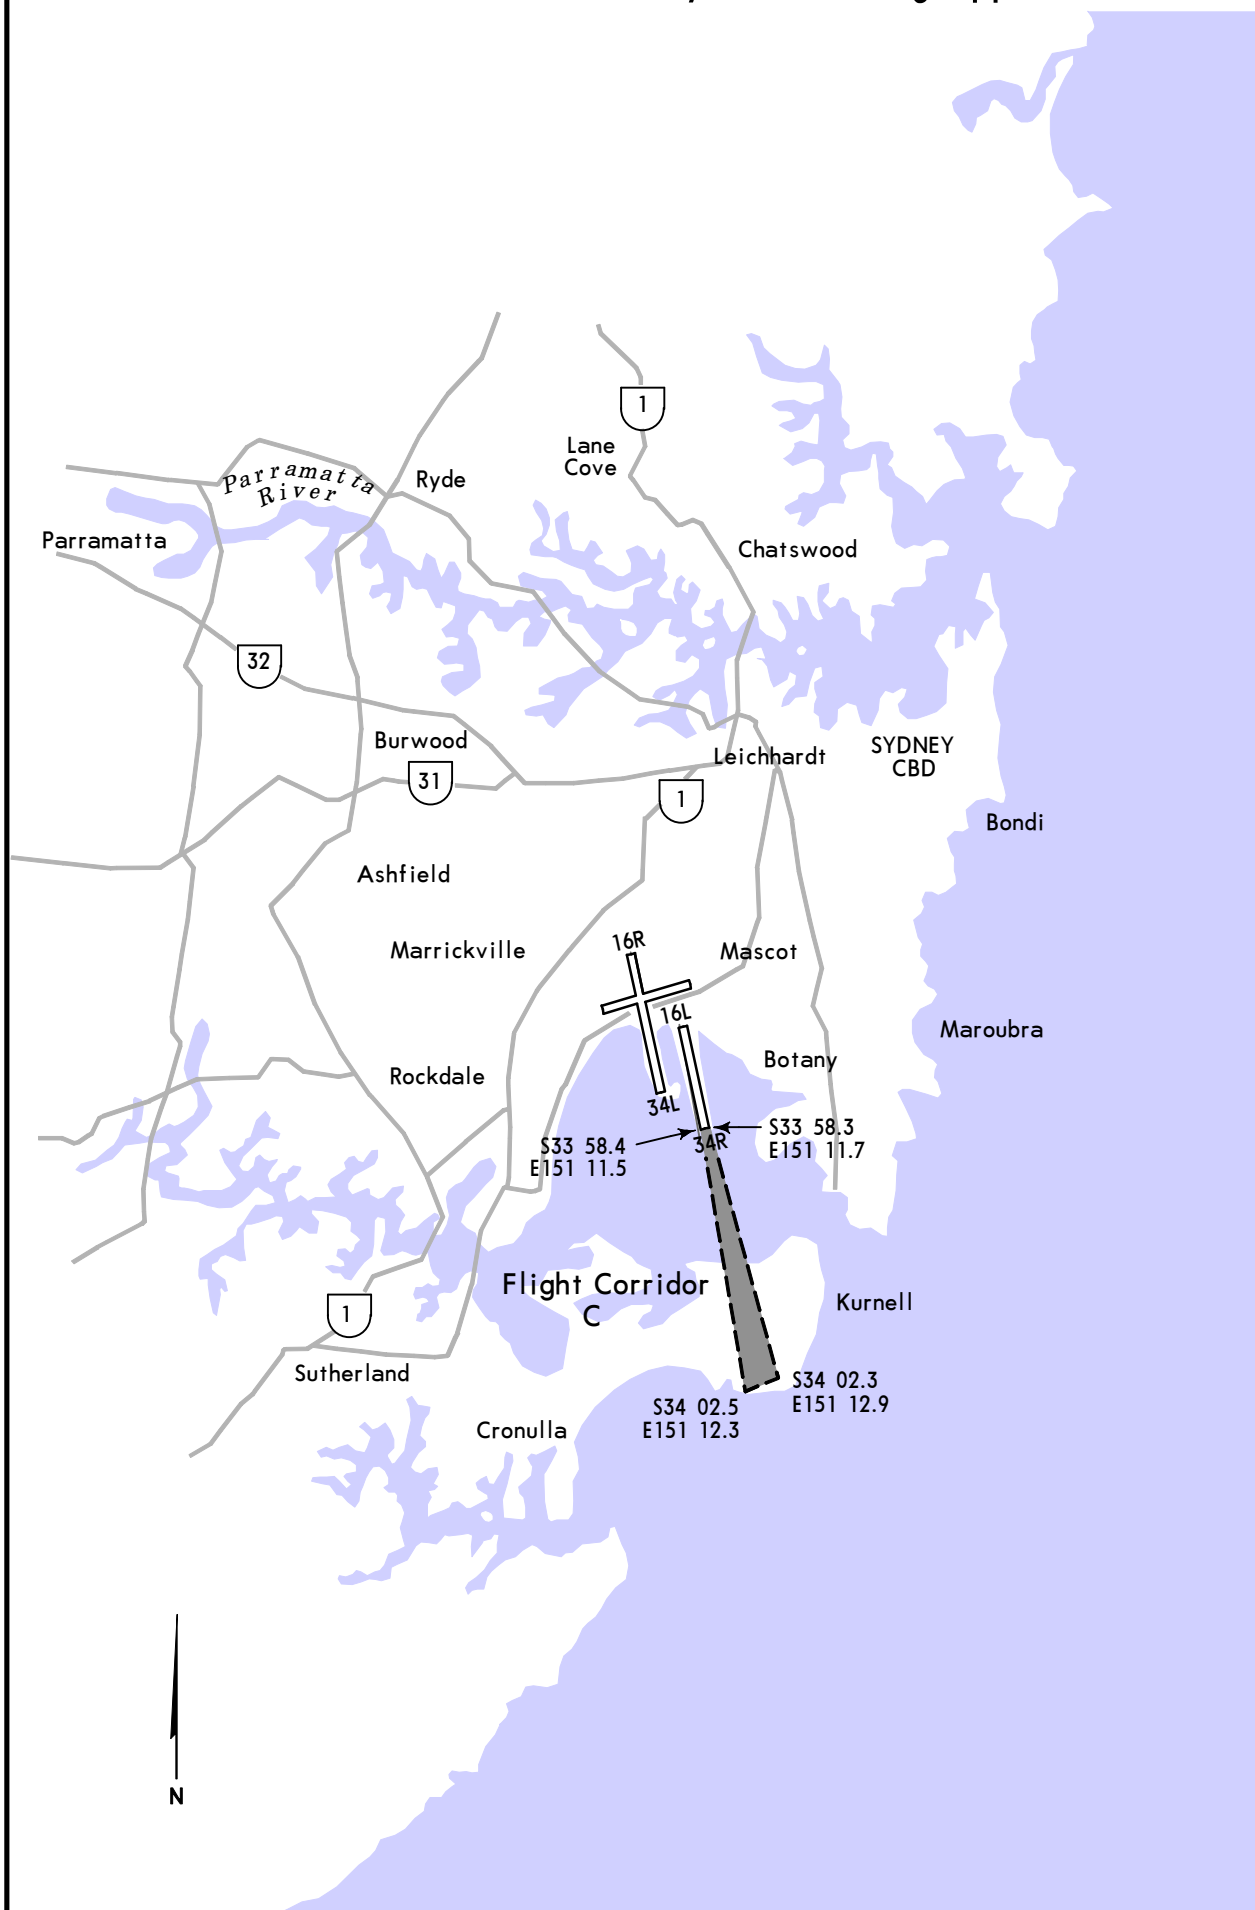 1
Lane
Cove
Parramatta
River
Ryde
Parramatta
Chatswood
32
Burwood
31
Leichhardt
SYDNEY
CBD
1
Bondi
Ashfield
Marrickville
16R
Mascot
16L
Maroubra
Botany
Rockdale
34L
34R
S33 58.4
E151 11.5
S33 58.3
E151 11.7
Flight Corridor
C
Kurnell
1
Sutherland
S34 02.3
E151 12.9
S34 02.5
E151 12.3
Cronulla
N